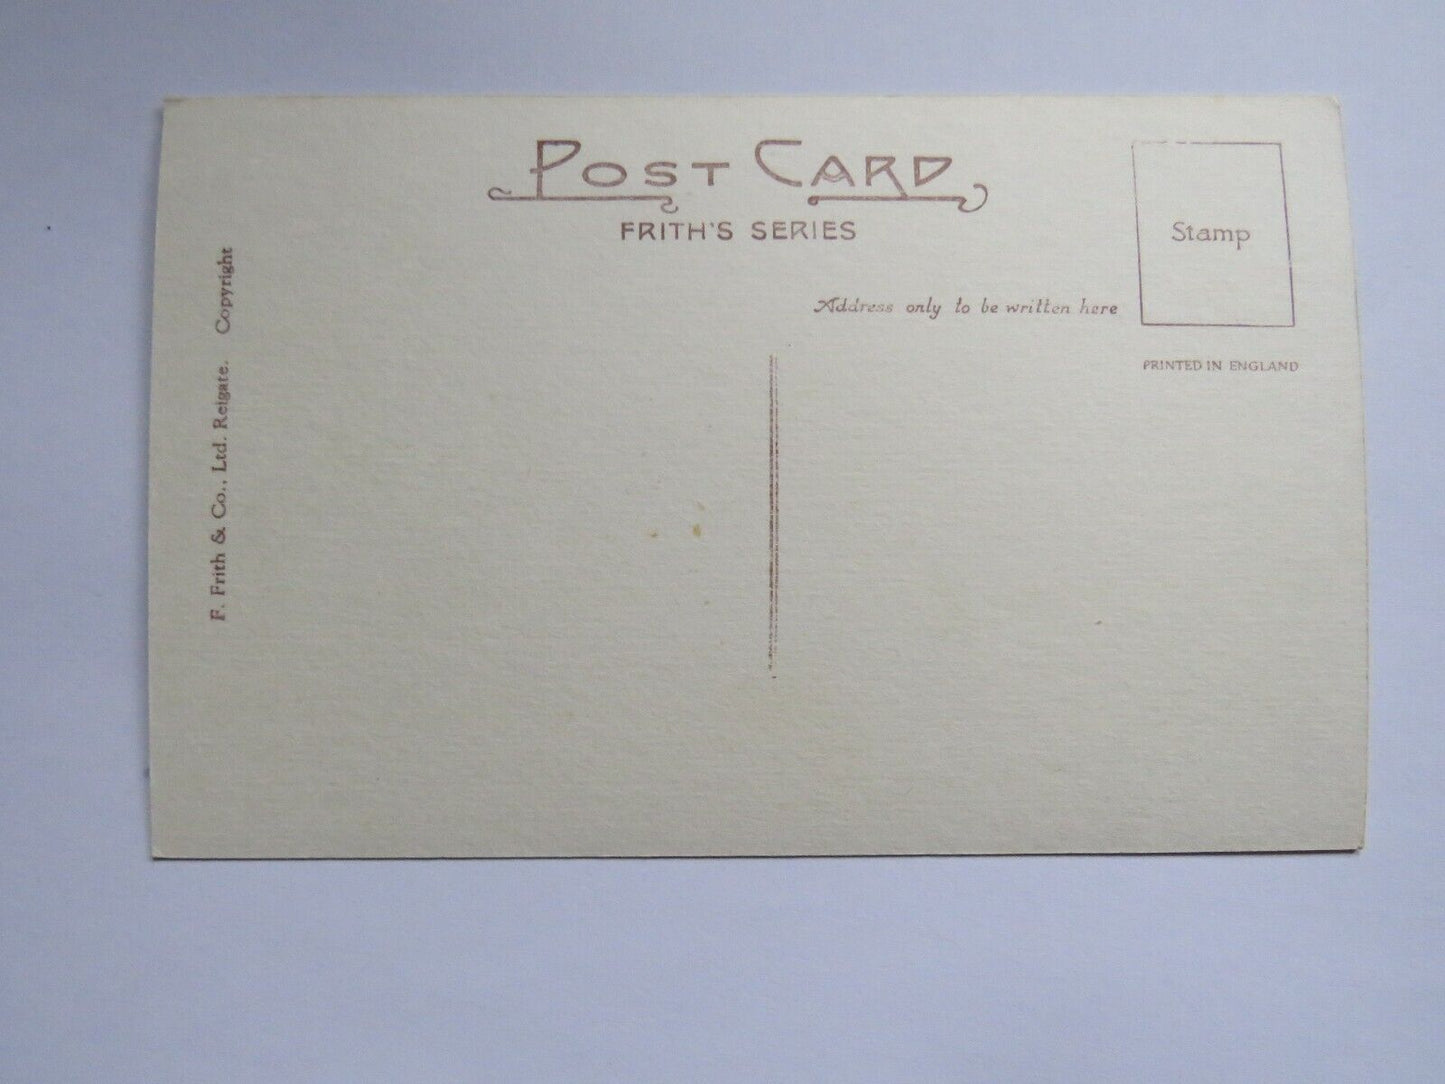 POST CARD
FRITH'S SERIES
Stamp
Address only to be written here
PRINTED IN ENGLAND
F. Frith & Co., Ltd. Reigate. Copyright